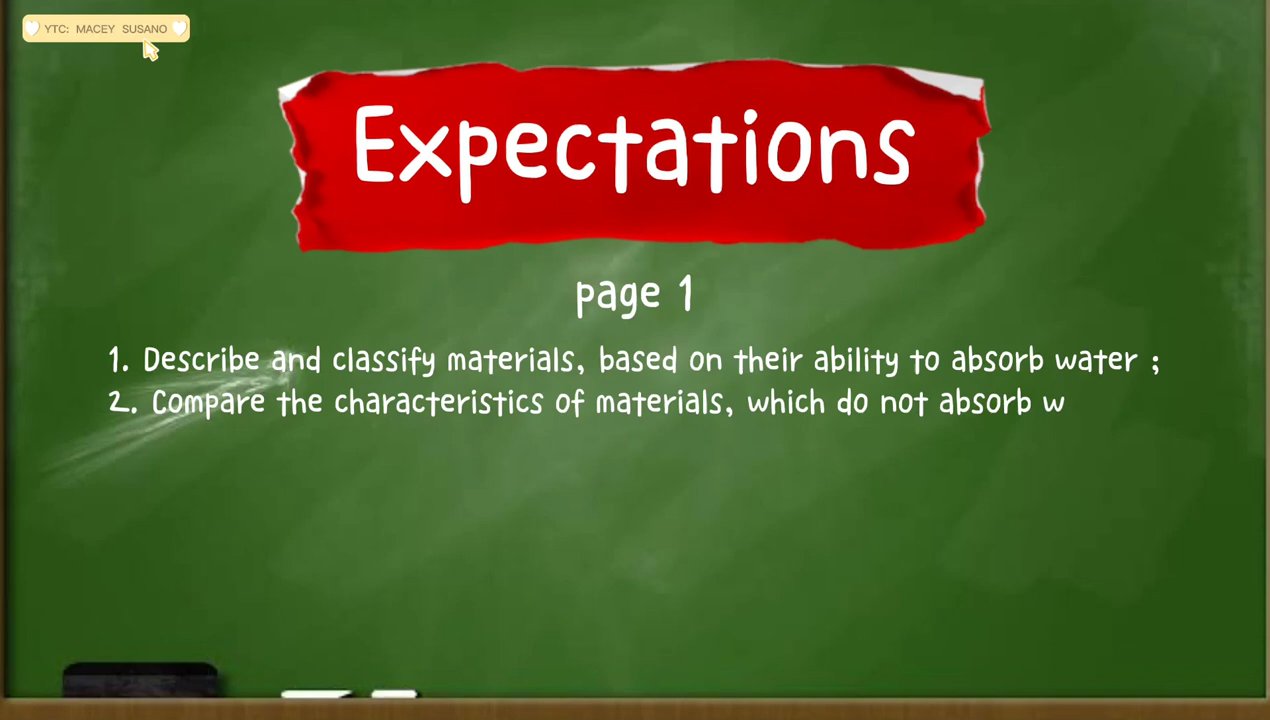 YTC: MACEY SUSANO
Expectations
page 1
1. Describe and classify materials, based on their ability to absorb water ;
2. Compare the characteristics of materials, which do not absorb w